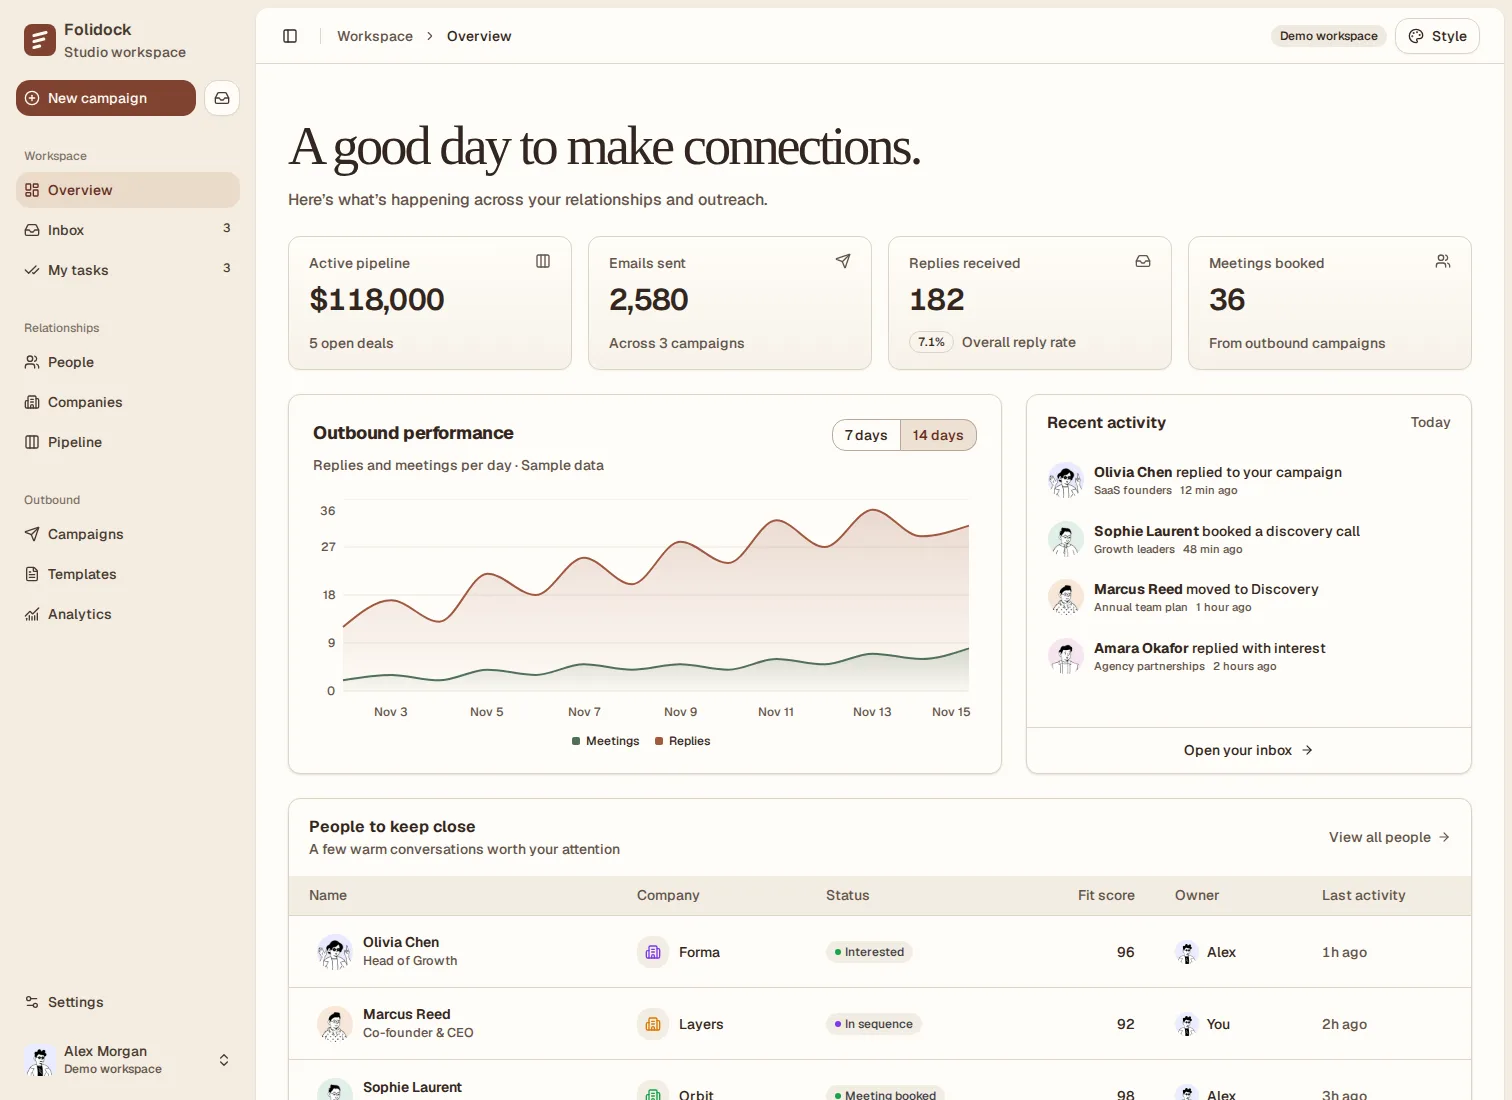 Folidock
Studio workspace
New campaign
Workspace
Overview
Inbox 3
My tasks 3
Relationships
People
Companies
Pipeline
Outbound
Campaigns
Templates
Analytics
Settings
Alex Morgan
Demo workspace
Workspace Overview
Demo workspace
Style
A good day to make connections.
Here’s what’s happening across your relationships and outreach.
Active pipeline
$118,000
5 open deals
Emails sent
2,580
Across 3 campaigns
Replies received
182
7.1% Overall reply rate
Meetings booked
36
From outbound campaigns
Outbound performance
7 days 14 days
Replies and meetings per day · Sample data
36
27
18
9
0
Nov 3 Nov 5 Nov 7 Nov 9 Nov 11 Nov 13 Nov 15
Meetings Replies
Recent activity Today
Olivia Chen replied to your campaign
SaaS founders 12 min ago
Sophie Laurent booked a discovery call
Growth leaders 48 min ago
Marcus Reed moved to Discovery
Annual team plan 1 hour ago
Amara Okafor replied with interest
Agency partnerships 2 hours ago
Open your inbox
People to keep close
A few warm conversations worth your attention
View all people
Name Company Status Fit score Owner Last activity
Olivia Chen
Head of Growth
Forma Interested 96 Alex 1h ago
Marcus Reed
Co-founder & CEO
Layers In sequence 92 You 2h ago
Sophie Laurent
Orbit Meeting booked 98 Alex 3h ago